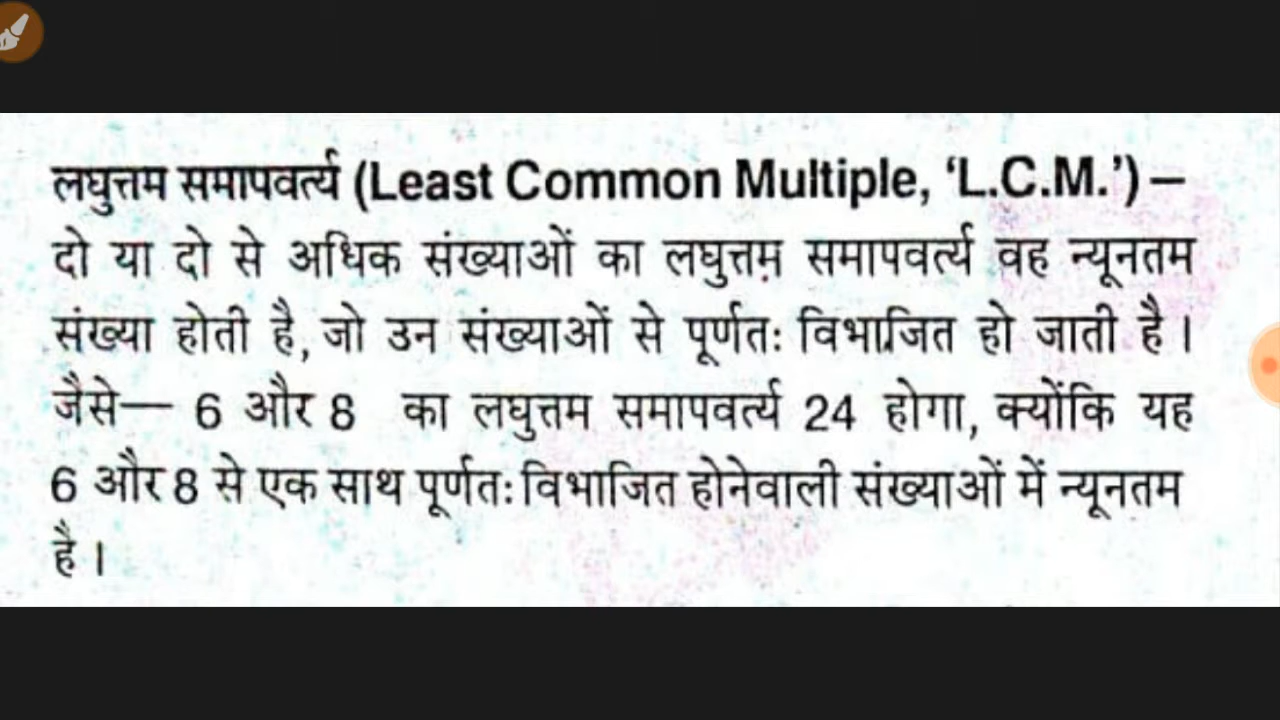 लघुत्तम समापवर्त्य (Least Common Multiple, ‘L.C.M.’) –
दो या दो से अधिक संख्याओं का लघुत्तम समापवर्त्य वह न्यूनतम
संख्या होती है, जो उन संख्याओं से पूर्णतः विभाजित हो जाती है।
जैसे— 6 और 8 का लघुत्तम समापवर्त्य 24 होगा, क्योंकि यह
6 और 8 से एक साथ पूर्णतः विभाजित होनेवाली संख्याओं में न्यूनतम
है।